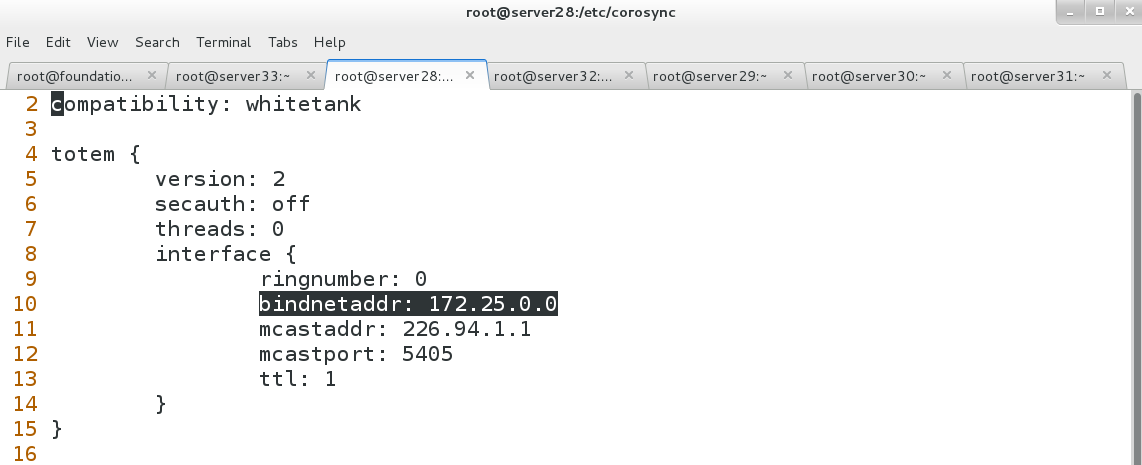 root@server28:/etc/corosync
File Edit View Search Terminal Tabs Help
root@foundatio... root@server33:~ root@server28:... root@server32:... root@server29:~ root@server30:~ root@server31:~
2 compatibility: whitetank
3
4 totem {
5 version: 2
6 secauth: off
7 threads: 0
8 interface {
9 ringnumber: 0
10 bindnetaddr: 172.25.0.0
11 mcastaddr: 226.94.1.1
12 mcastport: 5405
13 ttl: 1
14 }
15 }
16